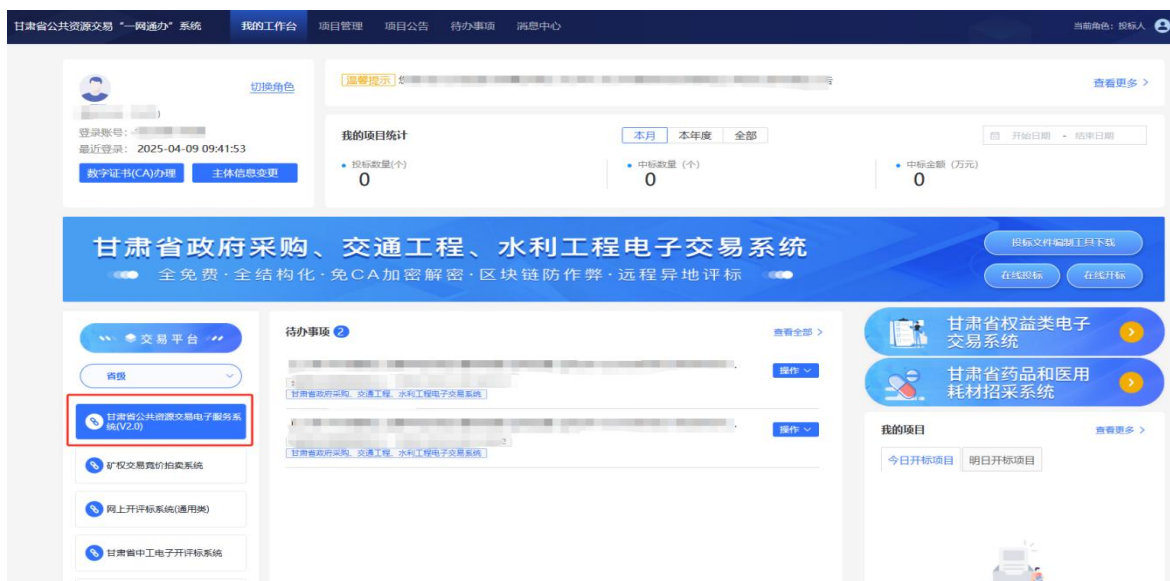 甘肃省公共资源交易“一网通办”系统
我的工作台
项目管理
项目公告
待办事项
消息中心
当前角色：投标人
切换角色
登录账号：
最近登录： 2025-04-09 09:41:53
数字证书(CA)办理
主体信息变更
温馨提示
查看更多 >
我的项目统计
本月
本年度
全部
开始日期 - 结束日期
投标数量(个)
0
中标数量（个）
0
中标金额（万元）
0
甘肃省政府采购、交通工程、水利工程电子交易系统
全免费·全结构化·免CA加密解密·区块链防作弊·远程异地评标
投标文件编制工具下载
在线投标
在线开标
交易平台
省级
甘肃省公共资源交易电子服务系
统(V2.0)
矿权交易竞价拍卖系统
网上开评标系统(通用类)
甘肃省中工电子开评标系统
待办事项 2
查看全部 >
操作
甘肃省政府采购、交通工程、水利工程电子交易系统
操作
甘肃省政府采购、交通工程、水利工程电子交易系统
甘肃省权益类电子
交易系统
甘肃省药品和医用
耗材招采系统
我的项目
查看更多 >
今日开标项目
明日开标项目